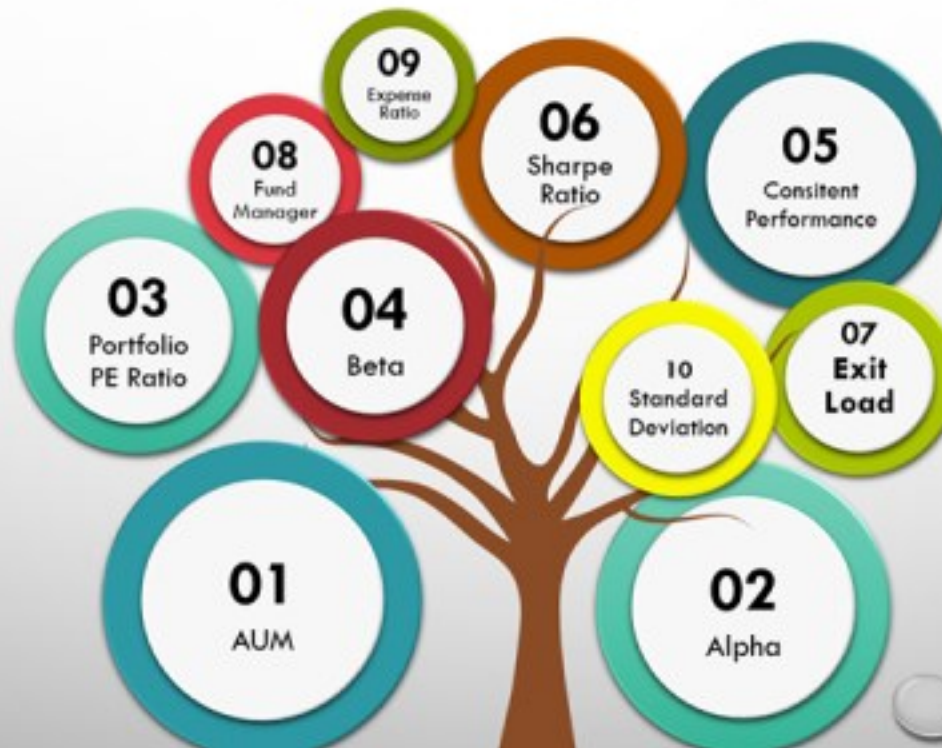 09
Expense
Ratio
06
Sharpe
Ratio
05
Consitent
Performance
08
Fund
Manager
03
Portfolio
PE Ratio
04
Beta
10
Standard
Deviation
07
Exit
Load
01
AUM
02
Alpha